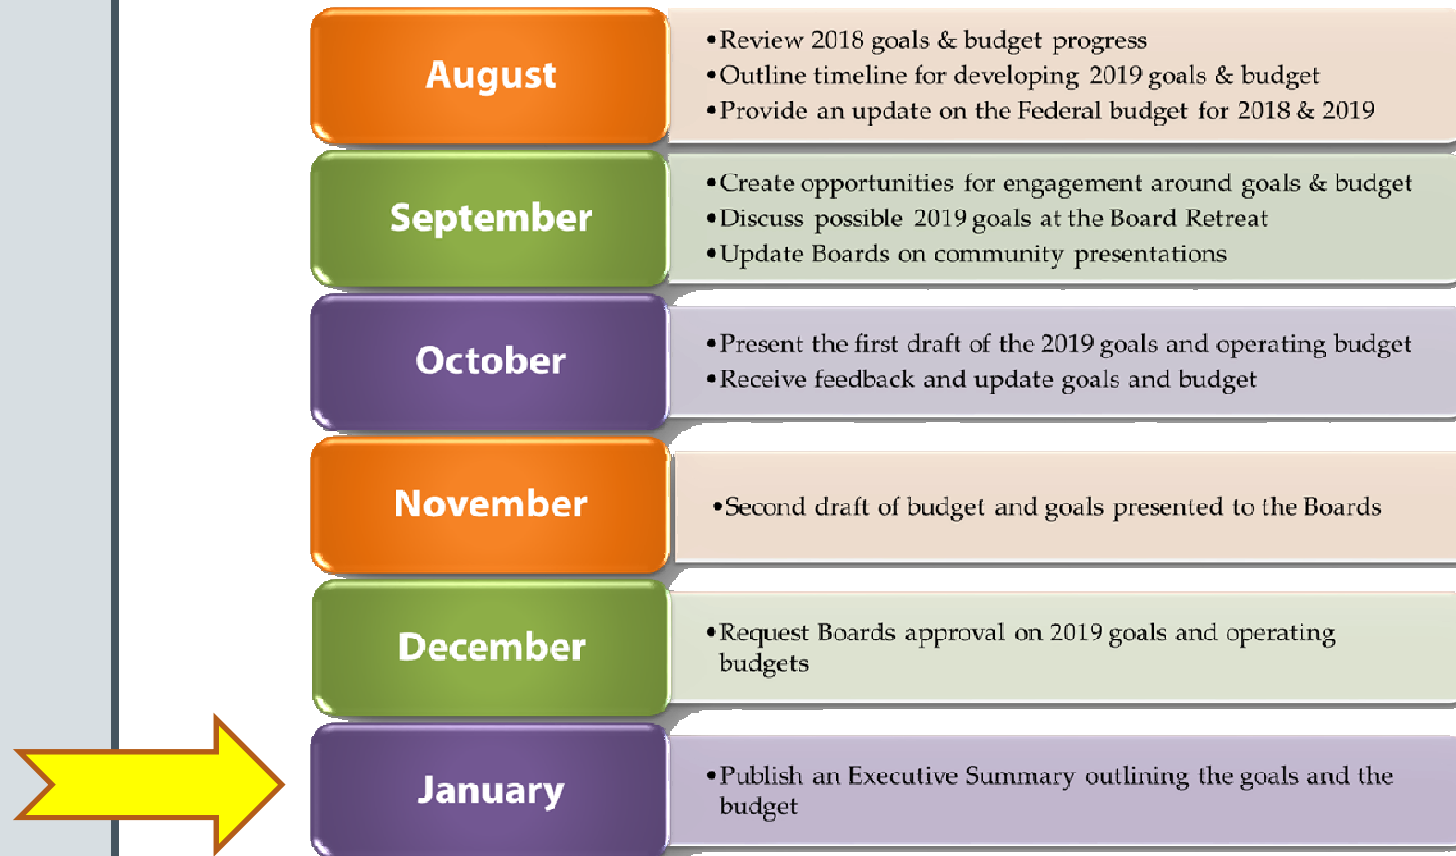 August
•Review 2018 goals & budget progress
•Outline timeline for developing 2019 goals & budget
•Provide an update on the Federal budget for 2018 & 2019
September
•Create opportunities for engagement around goals & budget
•Discuss possible 2019 goals at the Board Retreat
•Update Boards on community presentations
October
•Present the first draft of the 2019 goals and operating budget
•Receive feedback and update goals and budget
November
•Second draft of budget and goals presented to the Boards
December
•Request Boards approval on 2019 goals and operating
budgets
January
•Publish an Executive Summary outlining the goals and the
budget